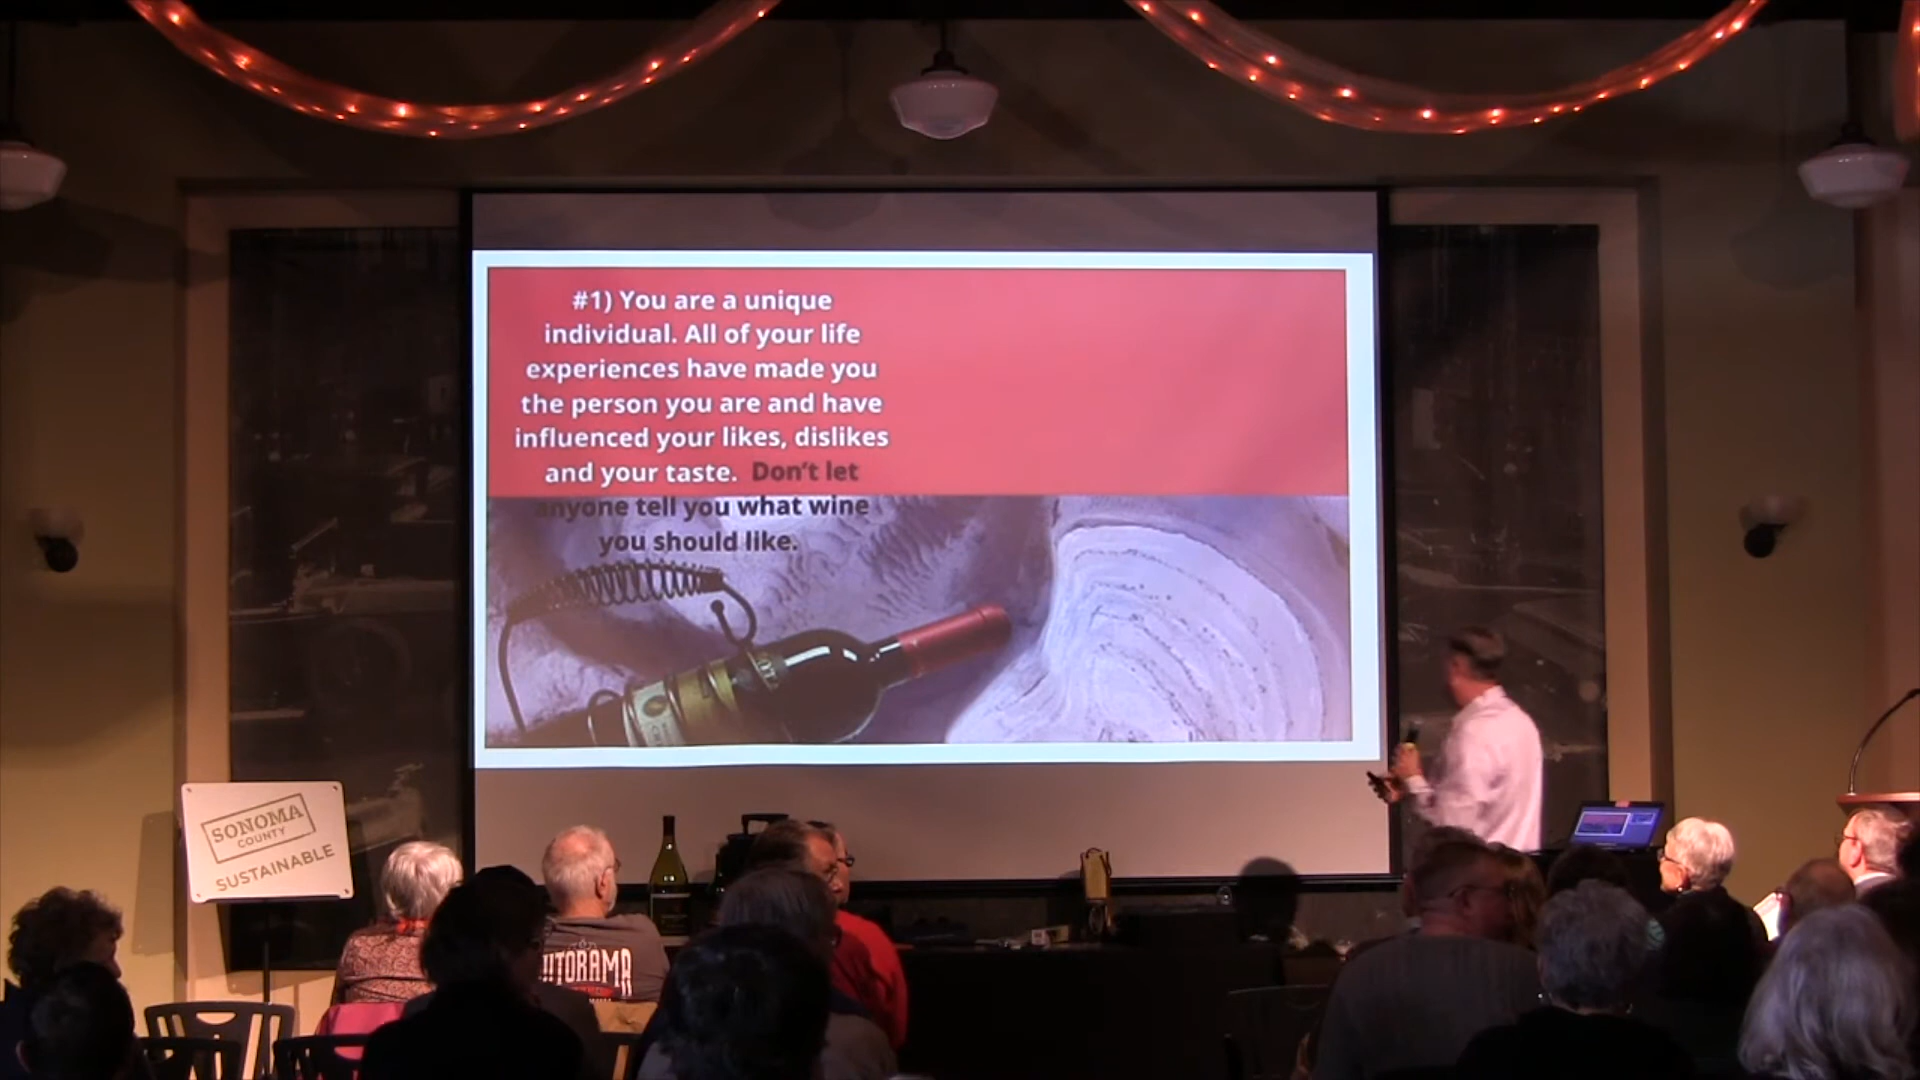 #1) You are a unique
individual. All of your life
experiences have made you
the person you are and have
influenced your likes, dislikes
and your taste. Don't let
anyone tell you what wine
you should like.
SONOMA
COUNTY
SUSTAINABLE